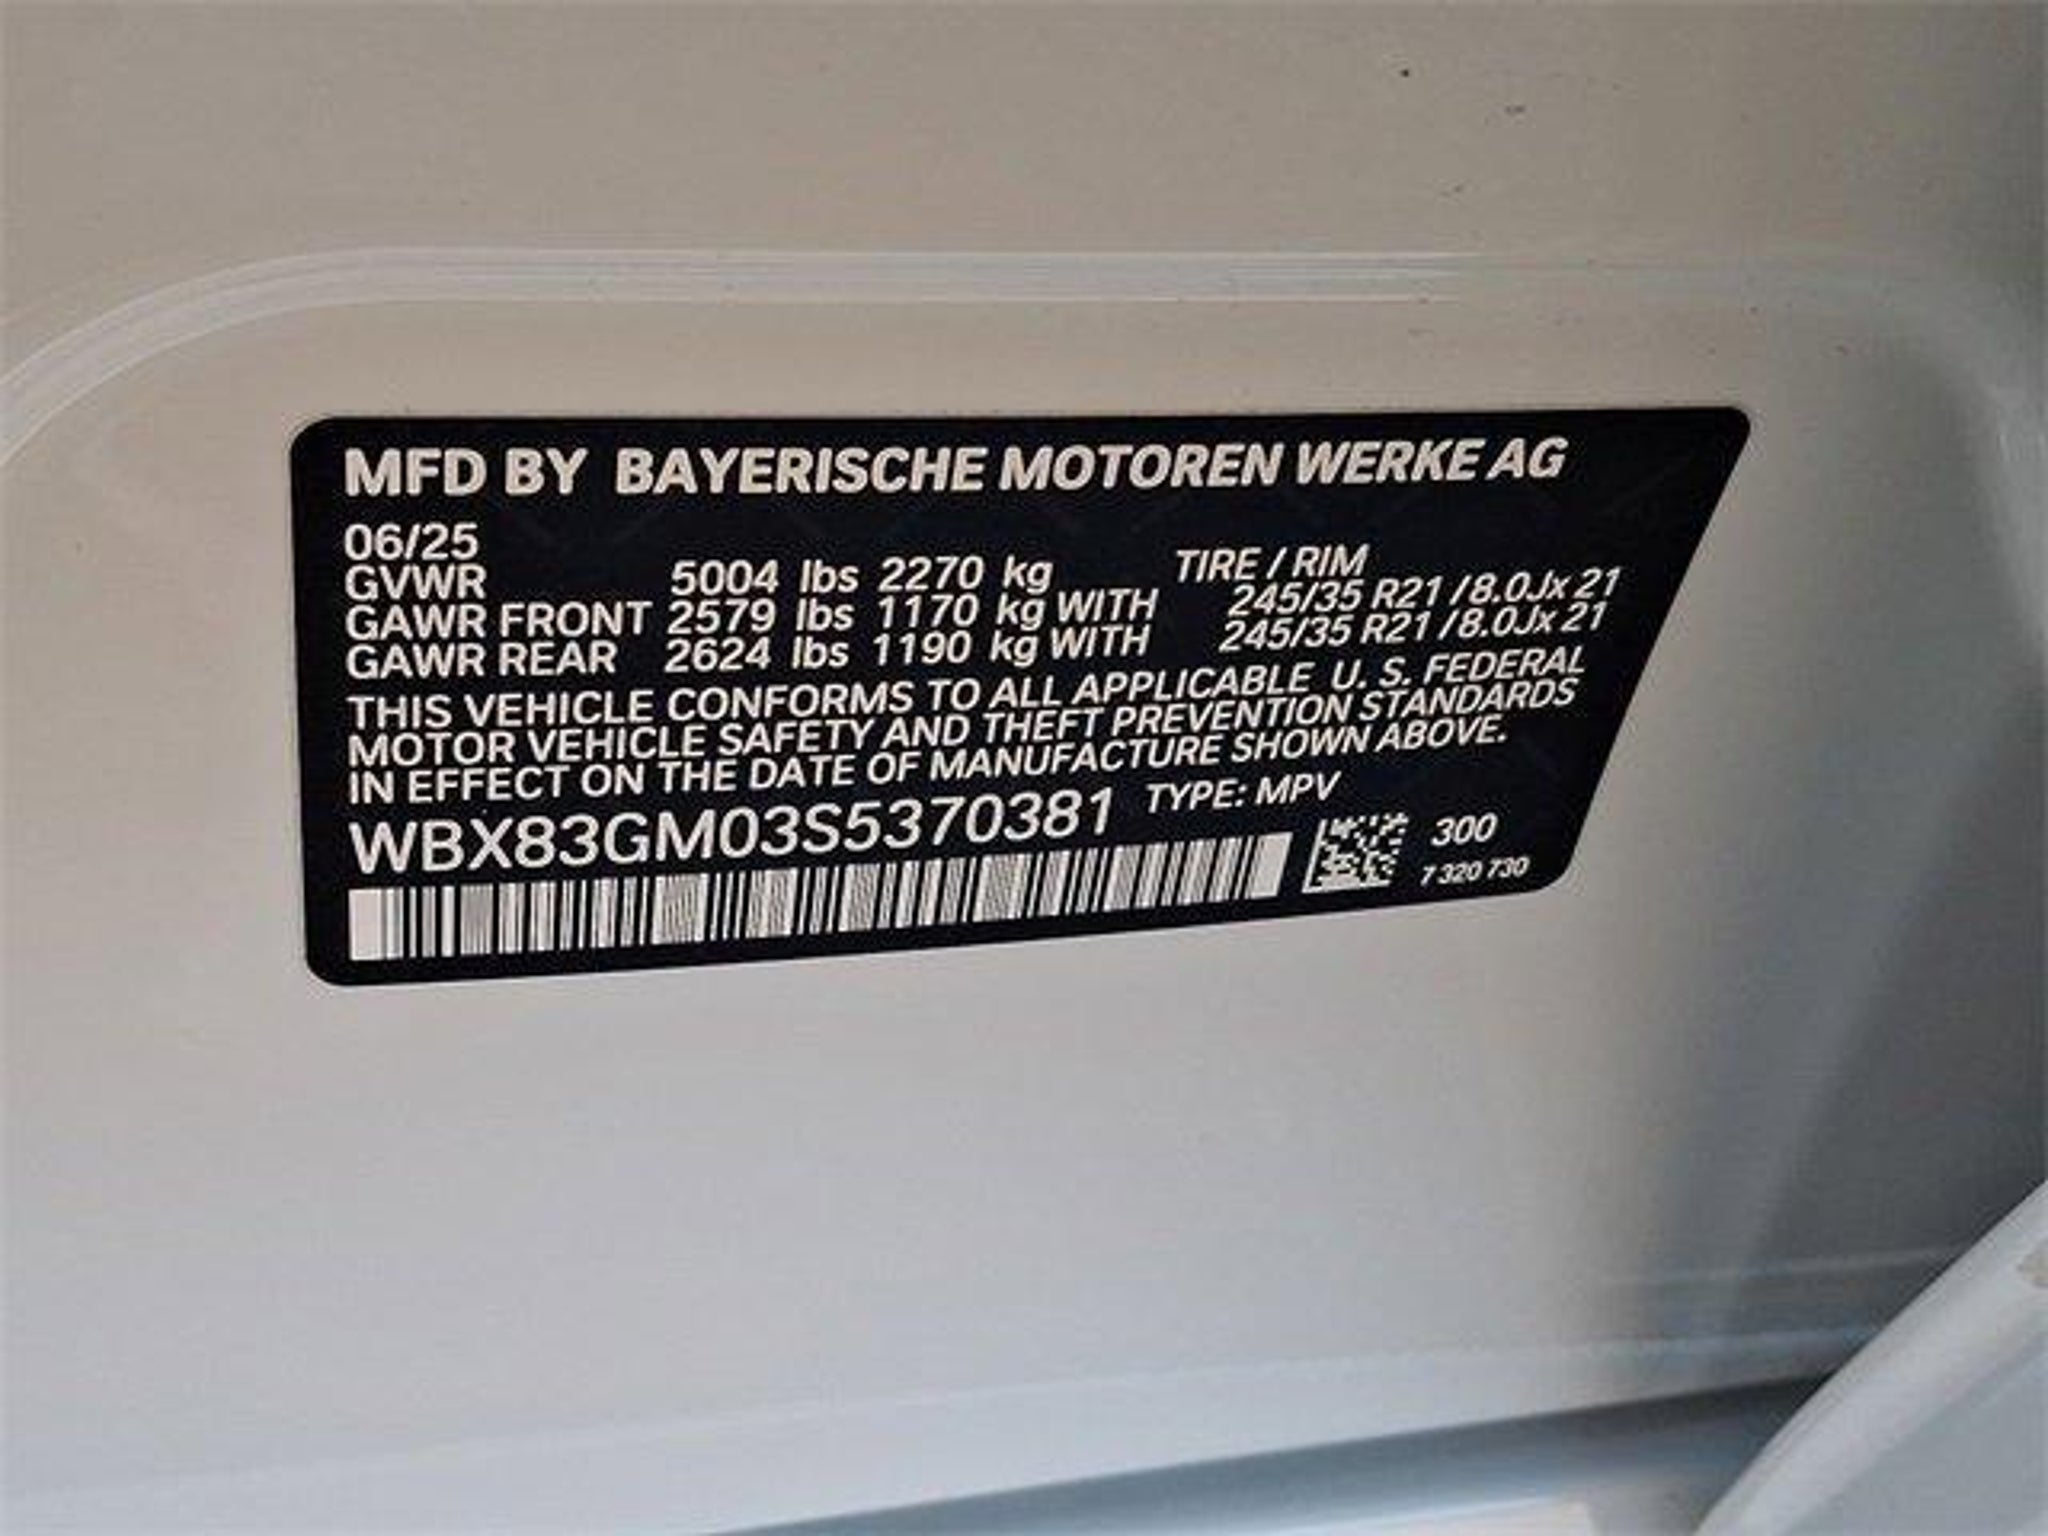 MFD BY BAYERISCHE MOTOREN WERKE AG
06/25
GVWR 5004 lbs 2270 kg TIRE / RIM
GAWR FRONT 2579 lbs 1170 kg WITH 245/35 R21 /8.0Jx 21
GAWR REAR 2624 lbs 1190 kg WITH 245/35 R21 /8.0Jx 21
THIS VEHICLE CONFORMS TO ALL APPLICABLE U. S. FEDERAL
MOTOR VEHICLE SAFETY AND THEFT PREVENTION STANDARDS
IN EFFECT ON THE DATE OF MANUFACTURE SHOWN ABOVE.
WBX83GM03S5370381 TYPE: MPV
300
7 320 730